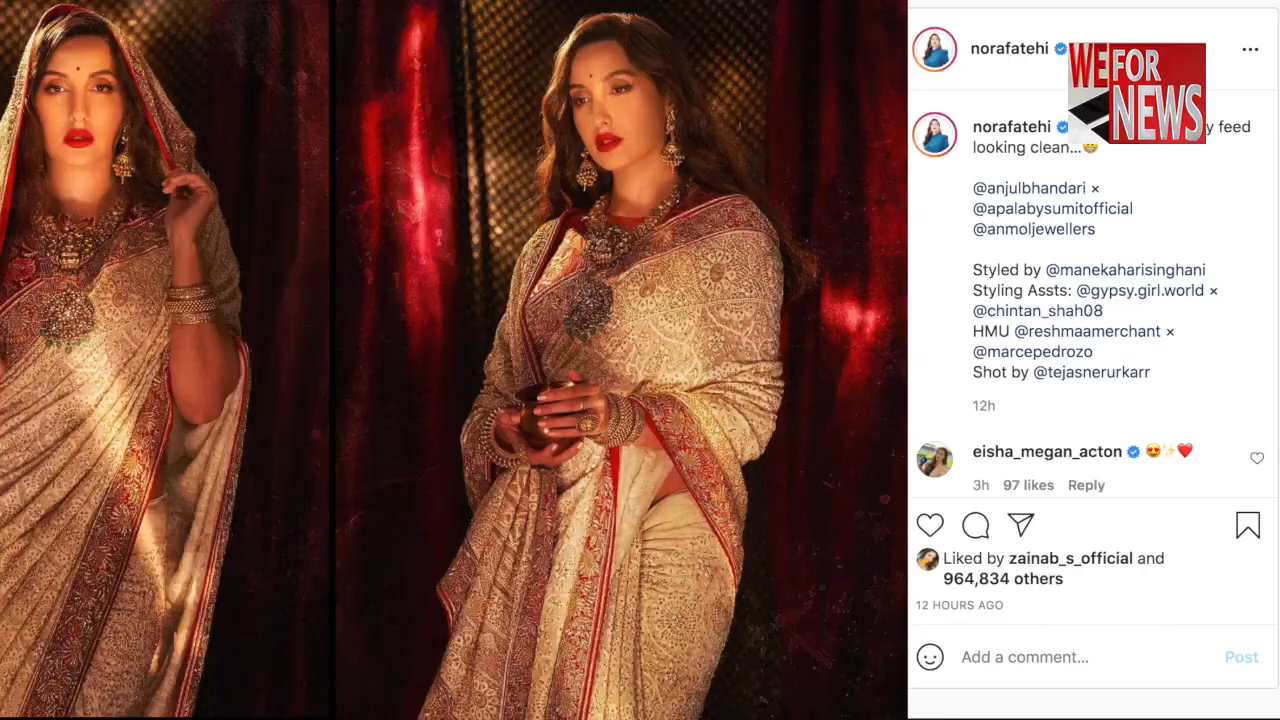 norafatehi
WE FOR
NEWS
norafatehi
feed
looking clean...😁
@anjulbhandari ×
@apalabysumitofficial
@anmoljewellers
Styled by @manekaharisinghani
Styling Assts: @gypsy.girl.world ×
@chintan_shah08
HMU @reshmaamerchant ×
@marcepedrozo
Shot by @tejasnerurkarr
12h
eisha_megan_acton 😍✨❤️
3h 97 likes Reply
Liked by zainab_s_official and
964,834 others
12 HOURS AGO
Add a comment... Post